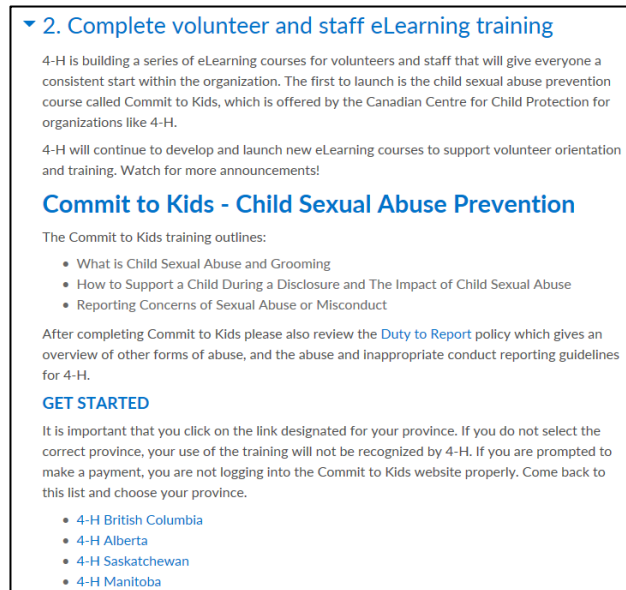 2. Complete volunteer and staff eLearning training
4-H is building a series of eLearning courses for volunteers and staff that will give everyone a
consistent start within the organization. The first to launch is the child sexual abuse prevention
course called Commit to Kids, which is offered by the Canadian Centre for Child Protection for
organizations like 4-H.
4-H will continue to develop and launch new eLearning courses to support volunteer orientation
and training. Watch for more announcements!
Commit to Kids - Child Sexual Abuse Prevention
The Commit to Kids training outlines:
• What is Child Sexual Abuse and Grooming
• How to Support a Child During a Disclosure and The Impact of Child Sexual Abuse
• Reporting Concerns of Sexual Abuse or Misconduct
After completing Commit to Kids please also review the Duty to Report policy which gives an
overview of other forms of abuse, and the abuse and inappropriate conduct reporting guidelines
for 4-H.
GET STARTED
It is important that you click on the link designated for your province. If you do not select the
correct province, your use of the training will not be recognized by 4-H. If you are prompted to
make a payment, you are not logging into the Commit to Kids website properly. Come back to
this list and choose your province.
• 4-H British Columbia
• 4-H Alberta
• 4-H Saskatchewan
• 4-H Manitoba